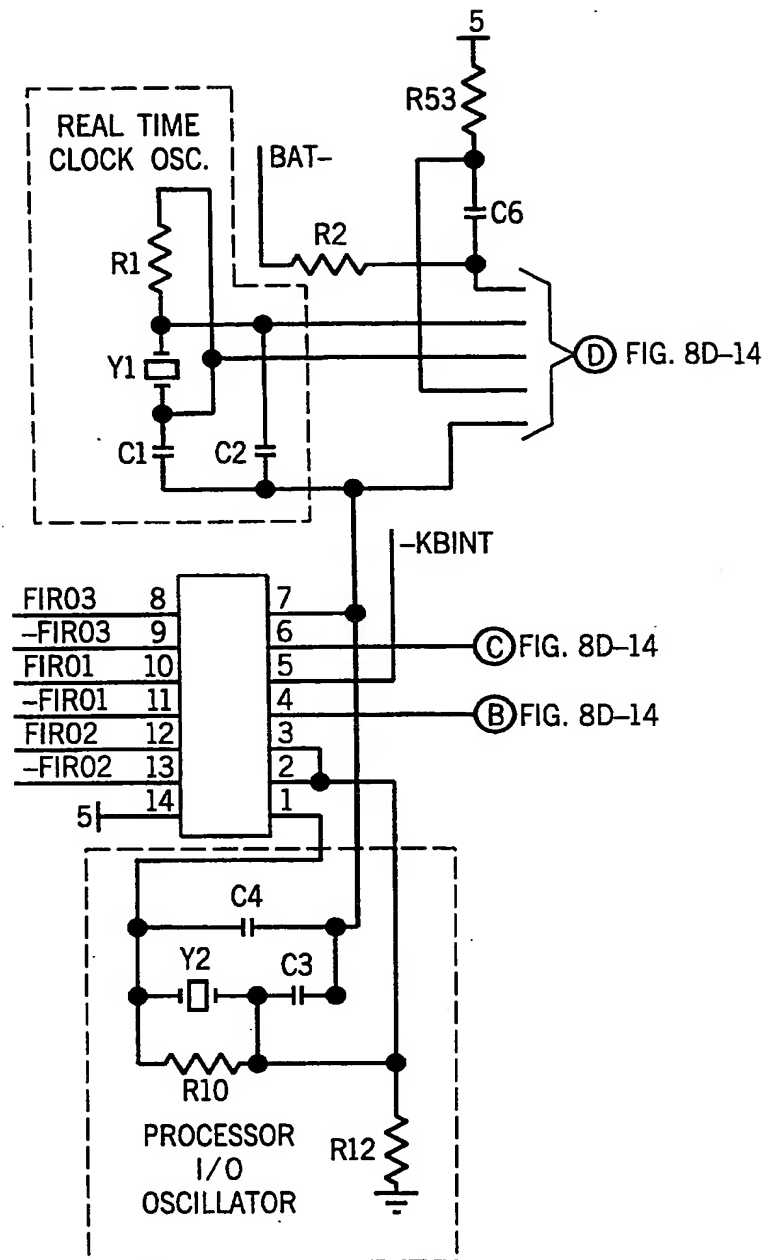 5
R53
REAL TIME
CLOCK OSC.
BAT-
C6
R2
R1
D FIG. 8D-14
Y1
C1
C2
-KBINT
FIR03 8 7
-FIR03 9 6 C FIG. 8D-14
FIR01 10 5
-FIR01 11 4 B FIG. 8D-14
FIR02 12 3
-FIR02 13 2
5 14 1
C4
Y2
C3
R10
PROCESSOR
I/O
OSCILLATOR
R12